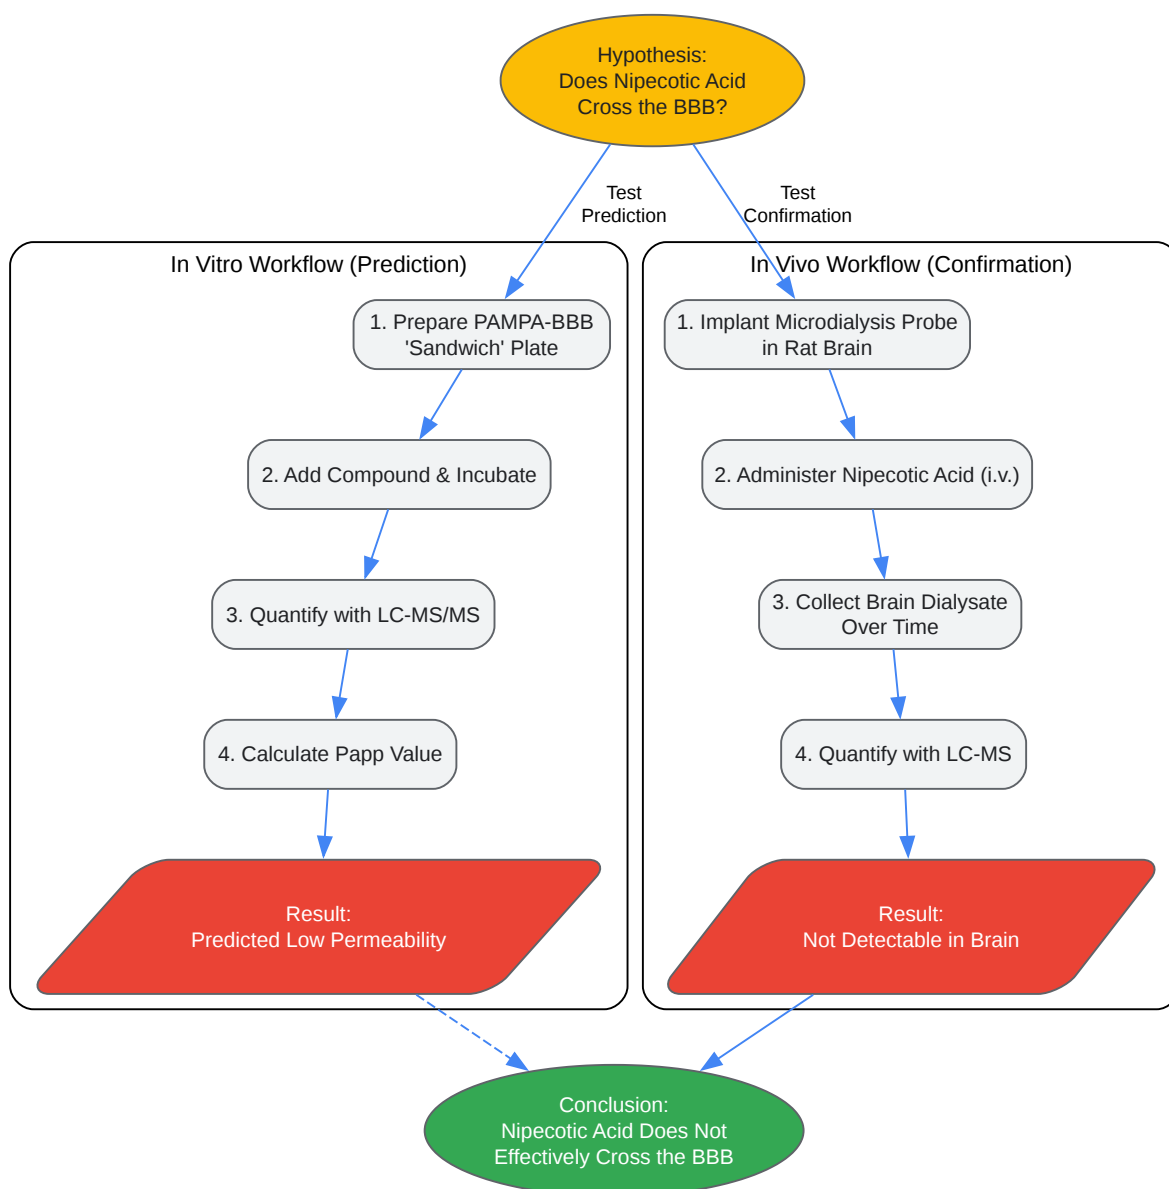 Hypothesis:
Does Nipecotic Acid
Cross the BBB?
Test
Prediction
Test
Confirmation
In Vitro Workflow (Prediction)
1. Prepare PAMPA-BBB
'Sandwich' Plate
2. Add Compound & Incubate
3. Quantify with LC-MS/MS
4. Calculate Papp Value
Result:
Predicted Low Permeability
In Vivo Workflow (Confirmation)
1. Implant Microdialysis Probe
in Rat Brain
2. Administer Nipecotic Acid (i.v.)
3. Collect Brain Dialysate
Over Time
4. Quantify with LC-MS
Result:
Not Detectable in Brain
Conclusion:
Nipecotic Acid Does Not
Effectively Cross the BBB